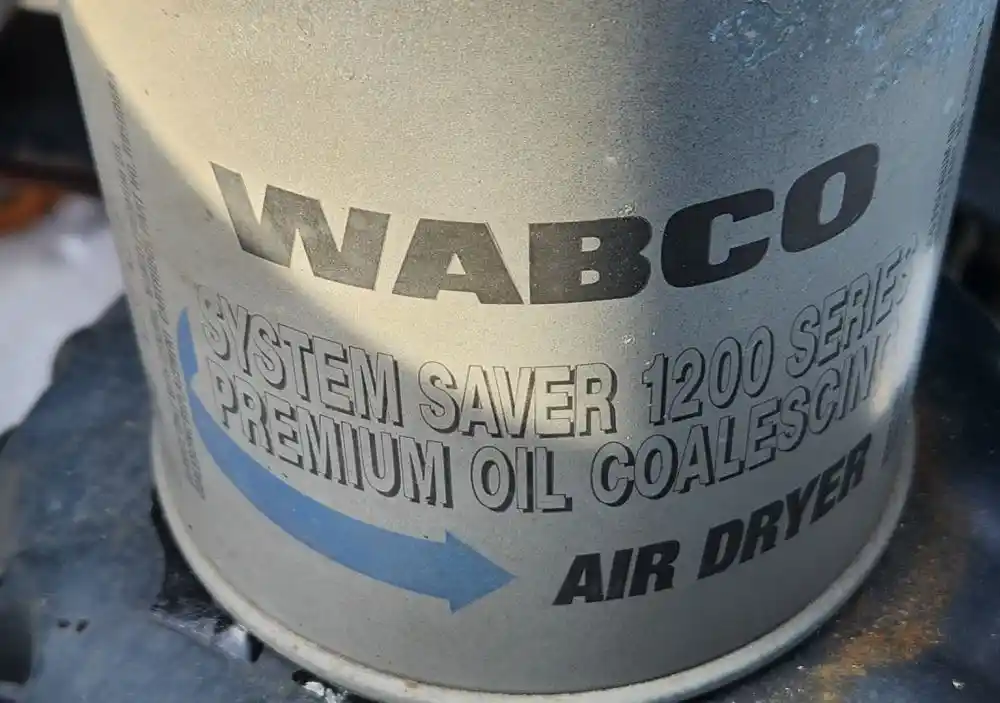 WABCO
SYSTEM SAVER 1200 SERIES
PREMIUM OIL COALESCING
AIR DRYER